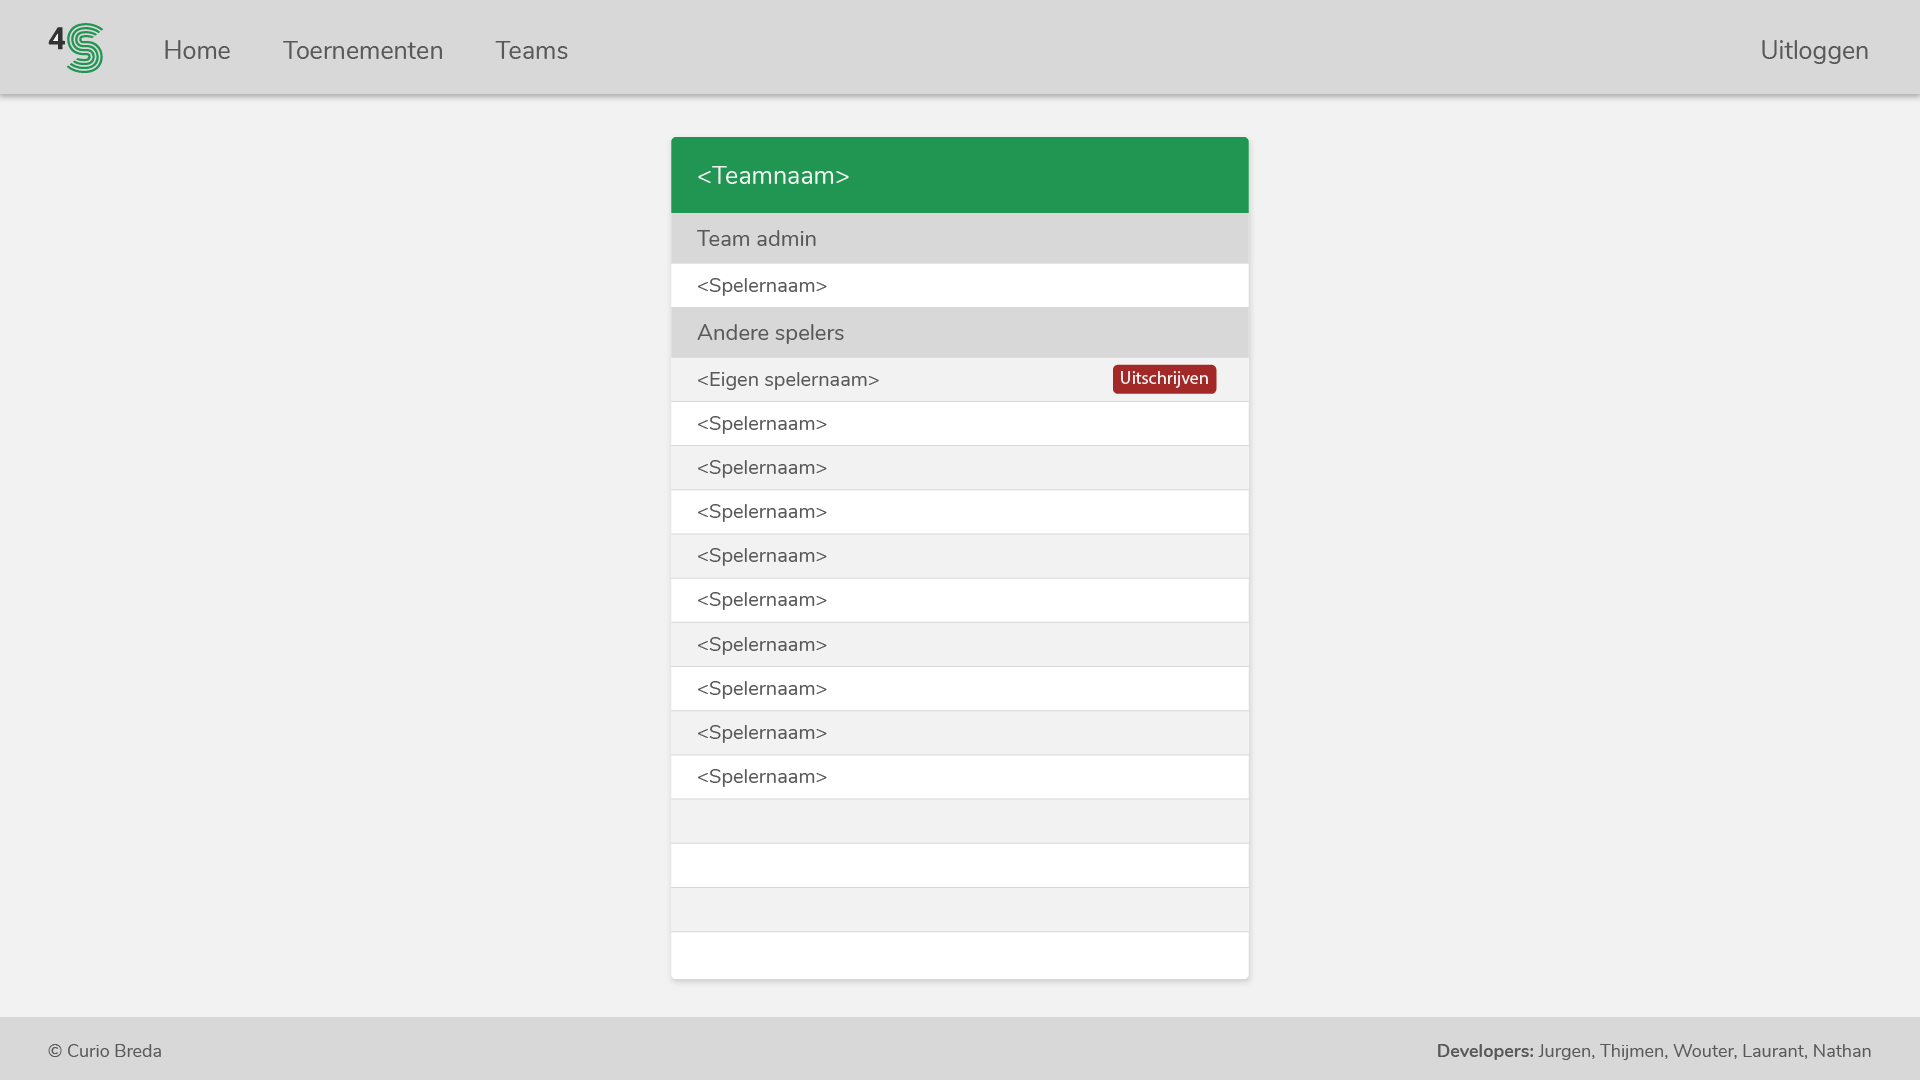 4S
Home
Toernementen
Teams
Uitloggen
<Teamnaam>
Team admin
<Spelernaam>
Andere spelers
<Eigen spelernaam>
Uitschrijven
<Spelernaam>
<Spelernaam>
<Spelernaam>
<Spelernaam>
<Spelernaam>
<Spelernaam>
<Spelernaam>
<Spelernaam>
<Spelernaam>
© Curio Breda
Developers: Jurgen, Thijmen, Wouter, Laurant, Nathan